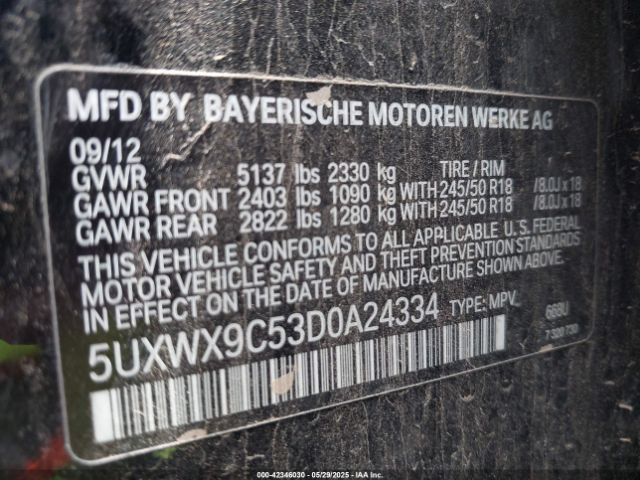 MFD BY BAYERISCHE MOTOREN WERKE AG
09/12
GVWR 5137 lbs 2330 kg TIRE / RIM
GAWR FRONT 2403 lbs 1090 kg WITH 245/50 R18 /8.0J x 18
GAWR REAR 2822 lbs 1280 kg WITH 245/50 R18 /8.0J x 18
THIS VEHICLE CONFORMS TO ALL APPLICABLE U.S. FEDERAL
MOTOR VEHICLE SAFETY AND THEFT PREVENTION STANDARDS
IN EFFECT ON THE DATE OF MANUFACTURE SHOWN ABOVE.
5UXWX9C53D0A24334 TYPE: MPV
000-42346030 - 05/29/2025 - IAA Inc.